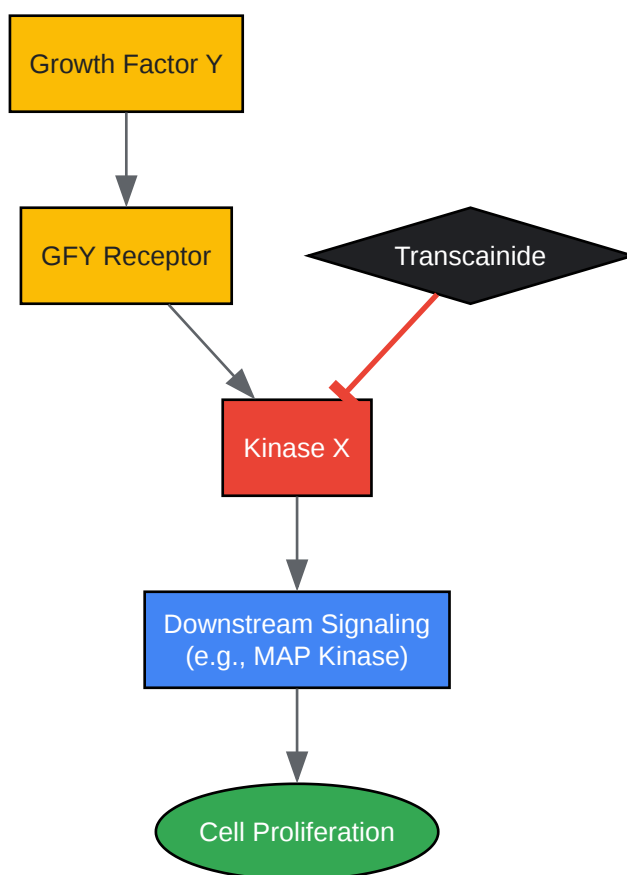 Growth Factor Y
GFY Receptor
Transcainide
Kinase X
Downstream Signaling
(e.g., MAP Kinase)
Cell Proliferation